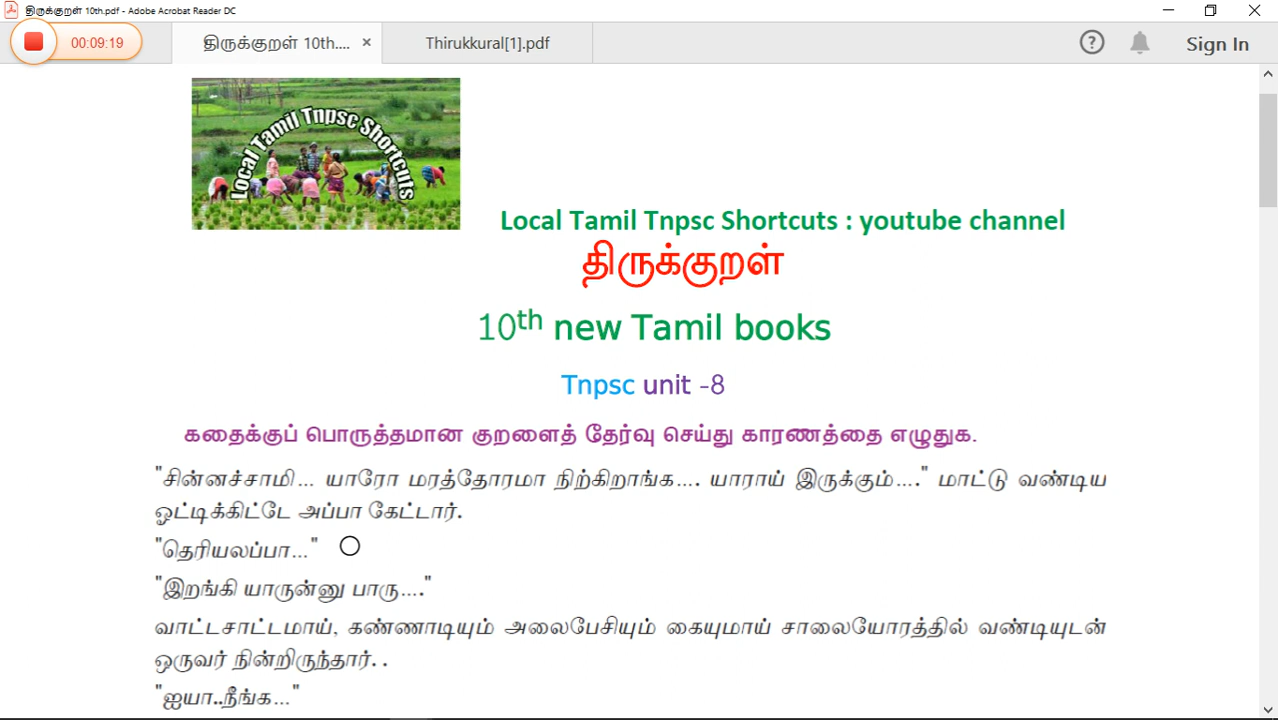 திருக்குறள் 10th.pdf - Adobe Acrobat Reader DC
00:09:19
திருக்குறள் 10th.... ×
Thirukkural[1].pdf
Sign In
Local Tamil Tnpsc Shortcuts
Local Tamil Tnpsc Shortcuts : youtube channel
திருக்குறள்
10th new Tamil books
Tnpsc unit -8
கதைக்குப் பொருத்தமான குறளைத் தேர்வு செய்து காரணத்தை எழுதுக.
"சின்னச்சாமி... யாரோ மரத்தோரமா நிற்கிறாங்க.... யாராய் இருக்கும்...." மாட்டு வண்டிய
ஓட்டிக்கிட்டே அப்பா கேட்டார்.
"தெரியலப்பா..."
"இறங்கி யாருன்னு பாரு...."
வாட்டசாட்டமாய், கண்ணாடியும் அலைபேசியும் கையுமாய் சாலையோரத்தில் வண்டியுடன்
ஒருவர் நின்றிருந்தார். .
"ஐயா..நீங்க..."